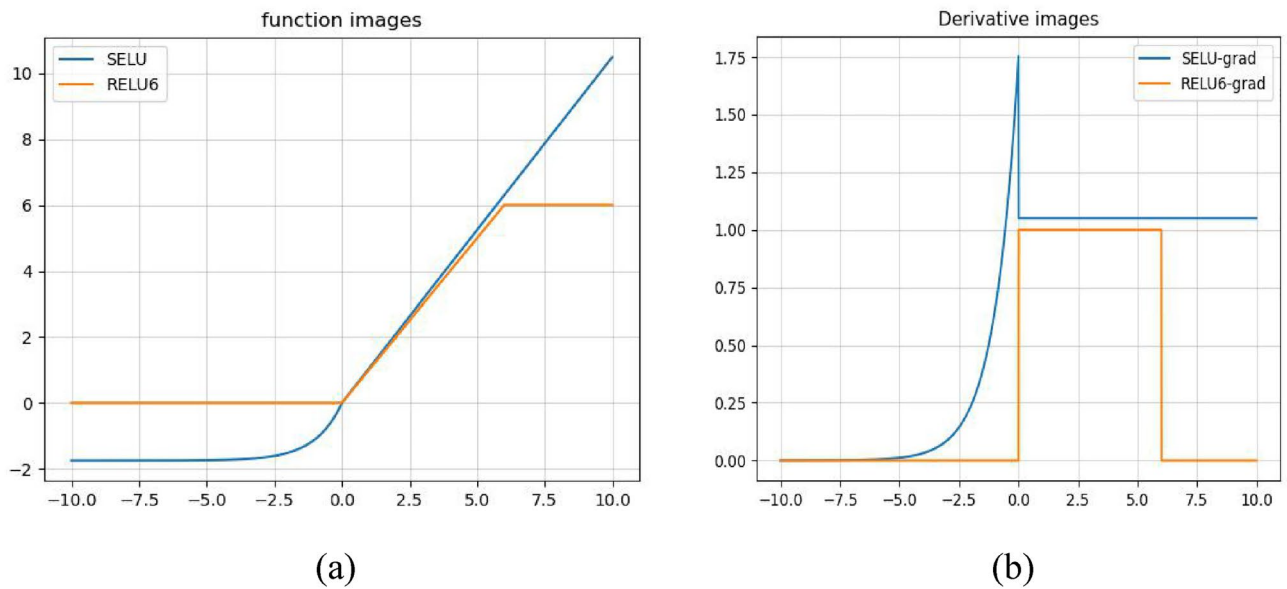 function images
SELU
RELU6
10
8
6
4
2
0
−2
−10.0 −7.5 −5.0 −2.5 0.0 2.5 5.0 7.5 10.0
(a)
Derivative images
SELU-grad
RELU6-grad
1.75
1.50
1.25
1.00
0.75
0.50
0.25
0.00
−10.0 −7.5 −5.0 −2.5 0.0 2.5 5.0 7.5 10.0
(b)